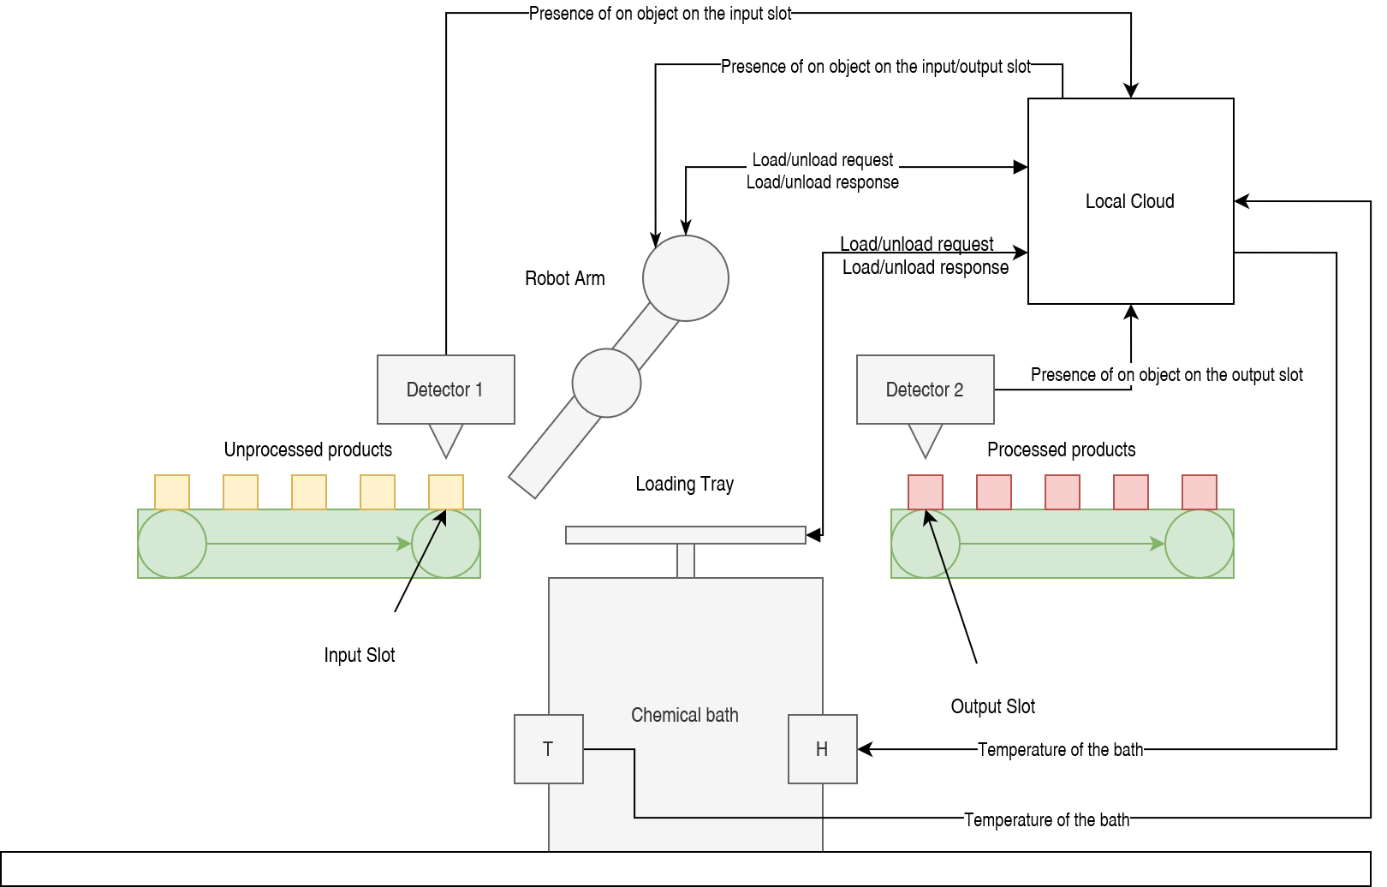 Presence of on object on the input slot
Presence of on object on the input/output slot
Load/unload request
Load/unload response
Local Cloud
Load/unload request
Load/unload response
Robot Arm
Detector 1
Detector 2
Presence of on object on the output slot
Unprocessed products
Processed products
Loading Tray
Input Slot
Output Slot
Chemical bath
T
H
Temperature of the bath
Temperature of the bath